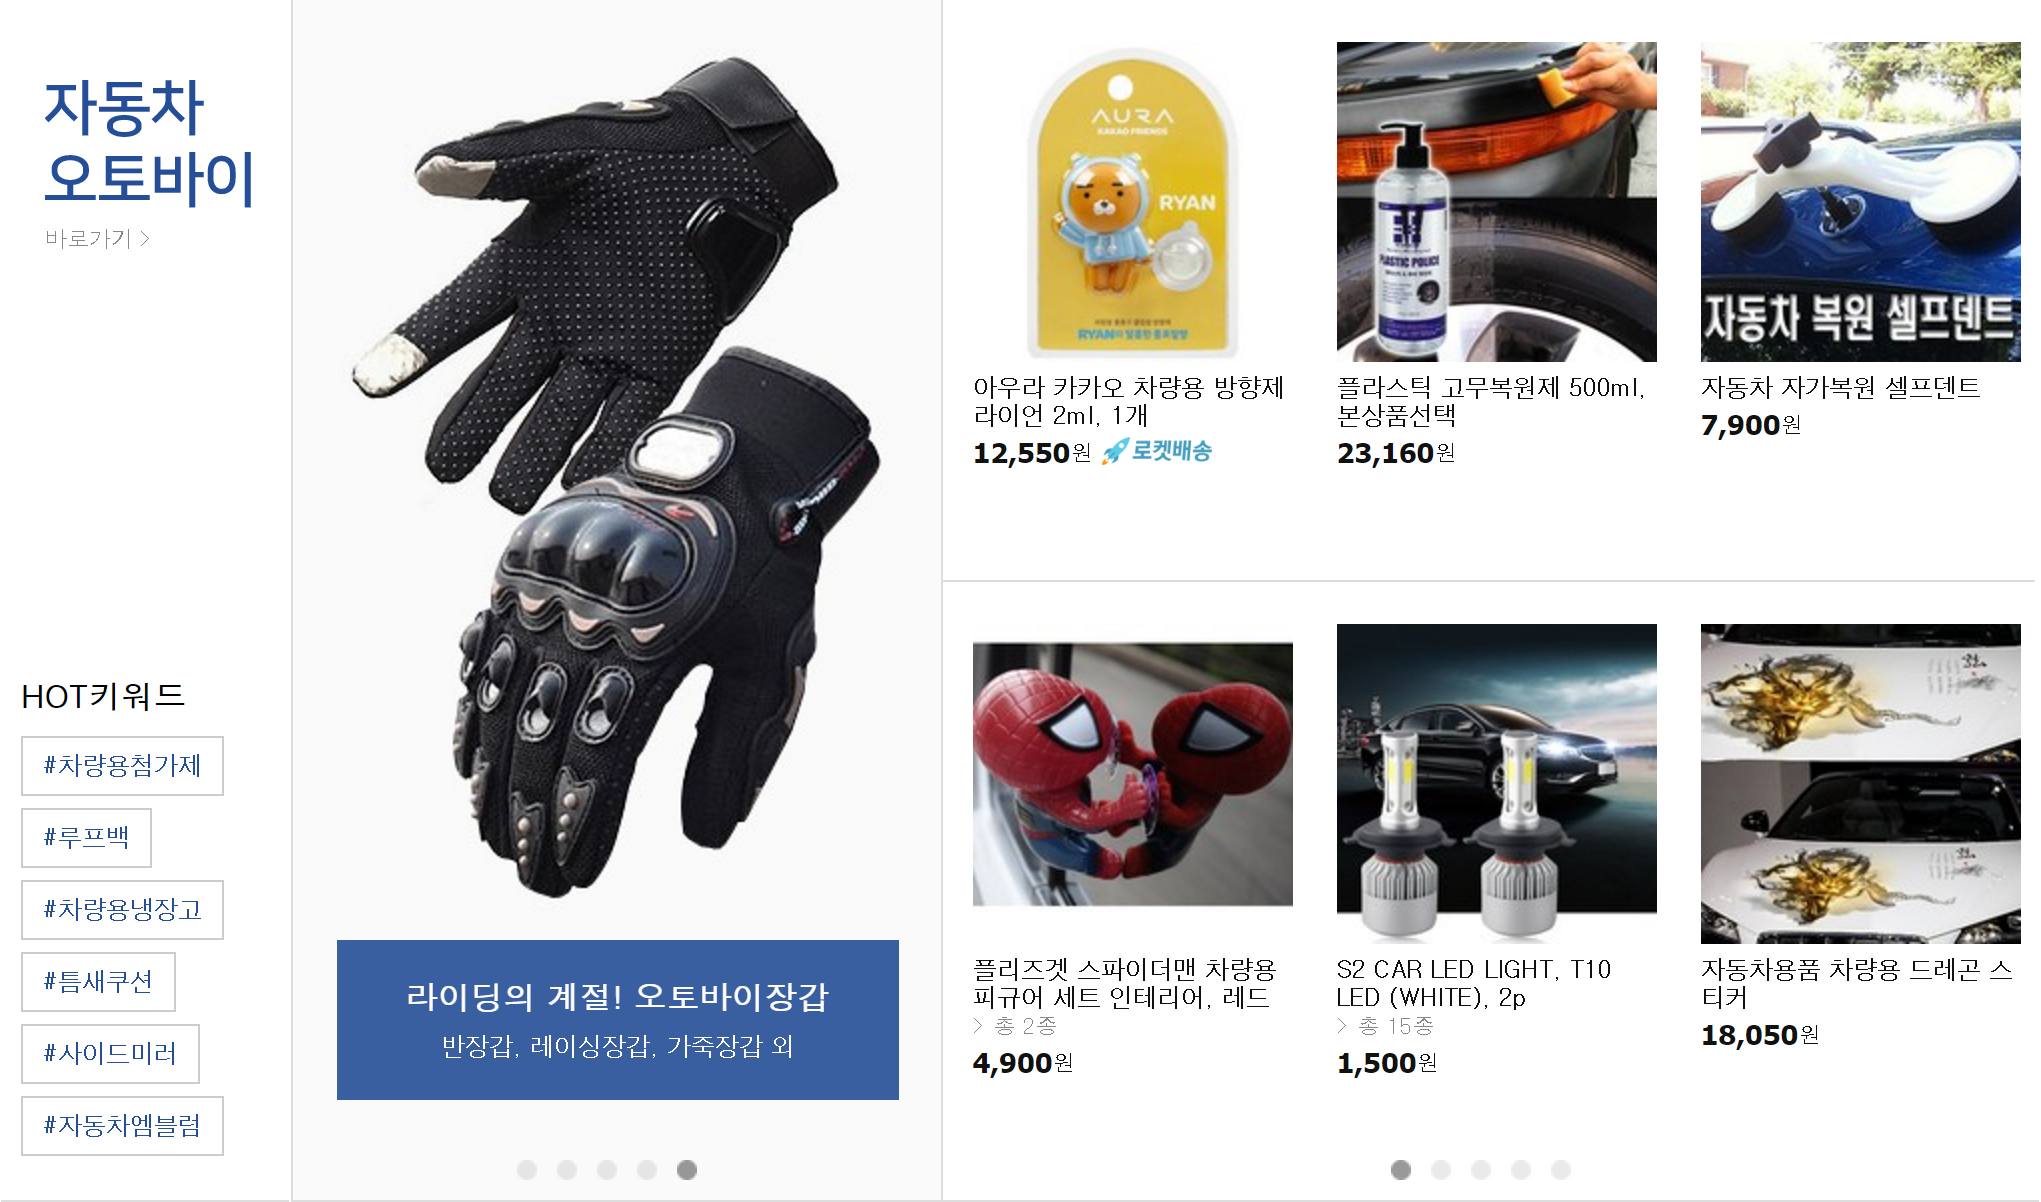 자동차
오토바이
바로가기 >
HOT키워드
#차량용첨가제
#루프백
#차량용냉장고
#틈새쿠션
#사이드미러
#자동차엠블럼
라이딩의 계절! 오토바이장갑
반장갑, 레이싱장갑, 가죽장갑 외
AURA
KAKAO FRIENDS
RYAN
아우라 카카오 차량용 방향제
라이언 2ml, 1개
12,550원 로켓배송
PLASTIC POLICE
플라스틱 고무복원제 500ml,
본상품선택
23,160원
자동차 복원 셀프덴트
자동차 자가복원 셀프덴트
7,900원
플리즈겟 스파이더맨 차량용
피규어 세트 인테리어, 레드
> 총 2종
4,900원
S2 CAR LED LIGHT, T10
LED (WHITE), 2p
> 총 15종
1,500원
자동차용품 차량용 드레곤 스
티커
18,050원